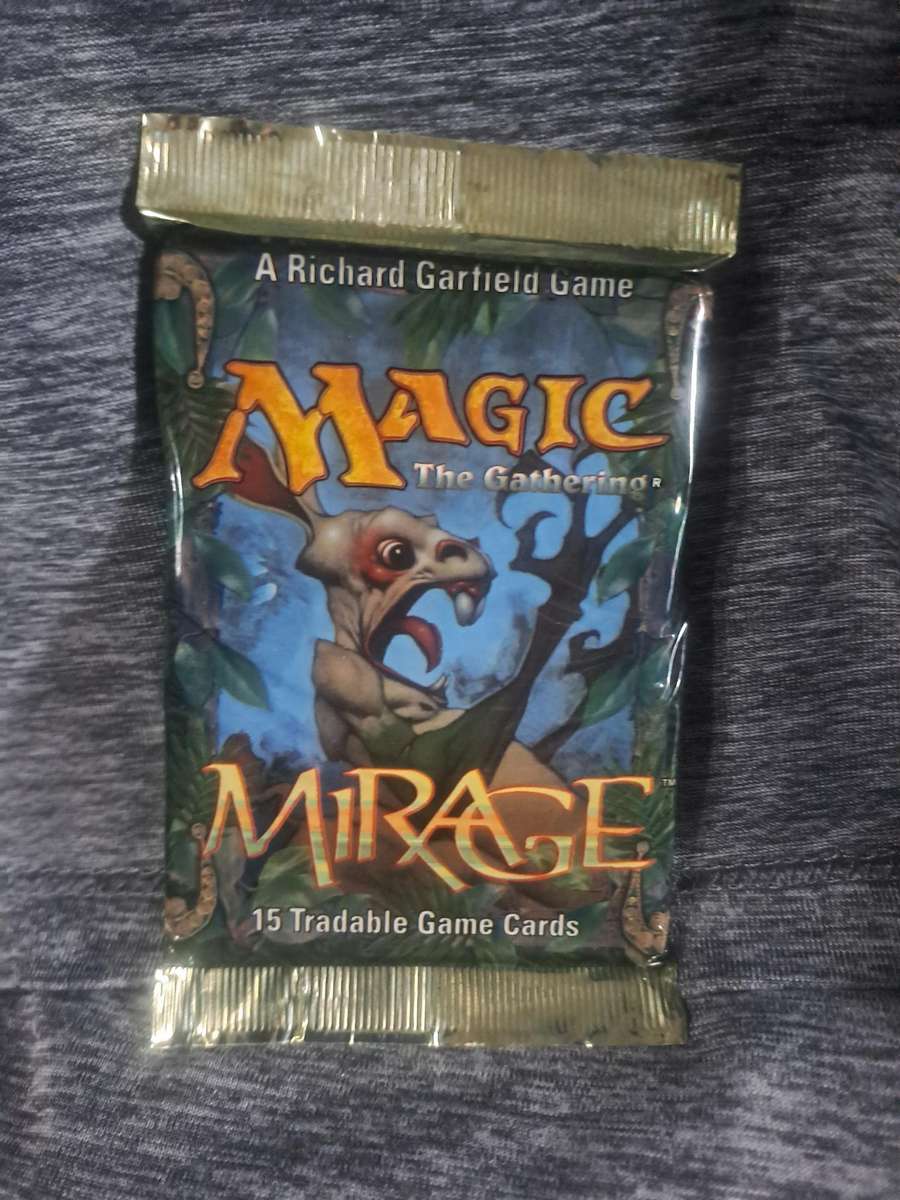 A Richard Garfield Game
MAGIC
The Gathering®
MIRAGE™
15 Tradable Game Cards